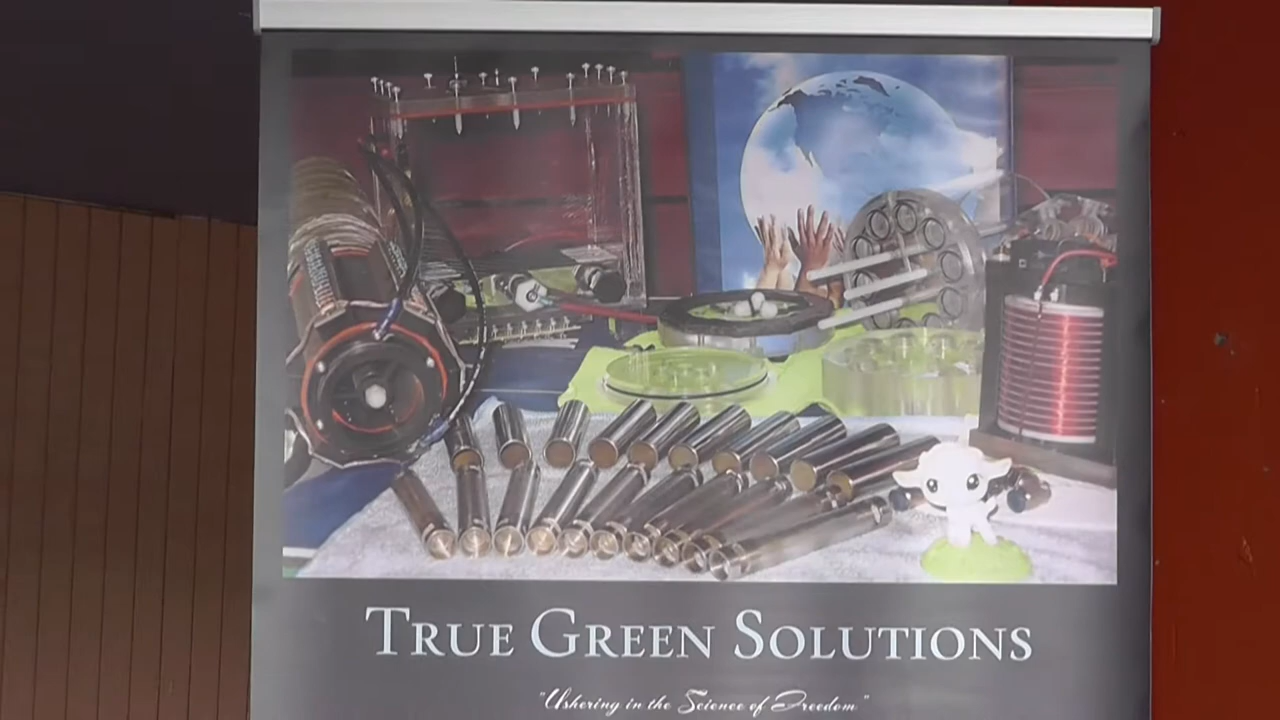 TRUE GREEN SOLUTIONS
"Ushering in the Science of Freedom"